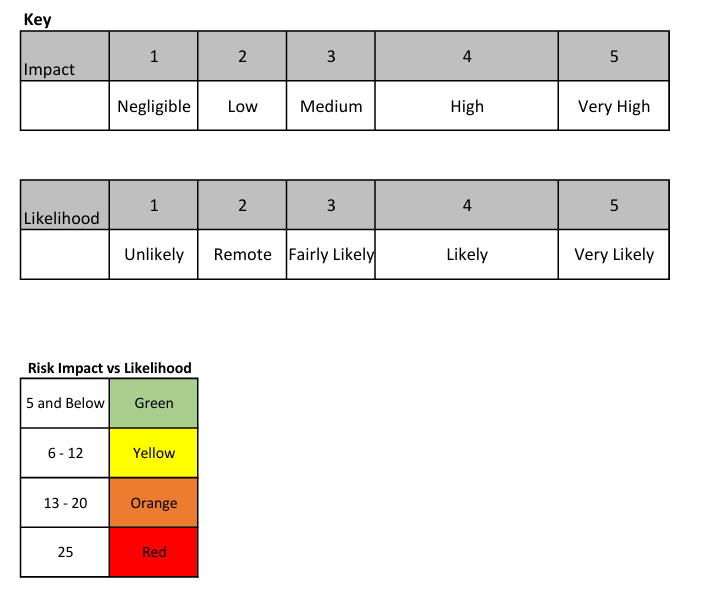 Key
Impact 1 2 3 4 5
Negligible Low Medium High Very High
Likelihood 1 2 3 4 5
Unlikely Remote Fairly Likely Likely Very Likely
Risk Impact vs Likelihood
5 and Below Green
6 - 12 Yellow
13 - 20 Orange
25 Red